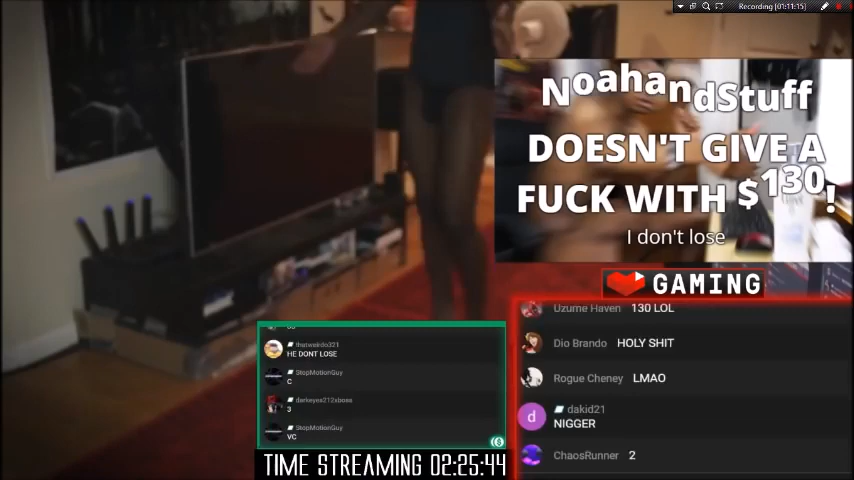 Recording [01:11:15]
NoahandStuff
DOESN'T GIVE A
FUCK WITH $130!
I don't lose
GAMING
Uzume Haven 130 LOL
Dio Brando HOLY SHIT
Rogue Cheney LMAO
dakid21
NIGGER
ChaosRunner 2
thatweirdo321
HE DONT LOSE
StopMotionGuy
C
darkeyes212xboss
3
StopMotionGuy
VC
TIME STREAMING 02:25:44